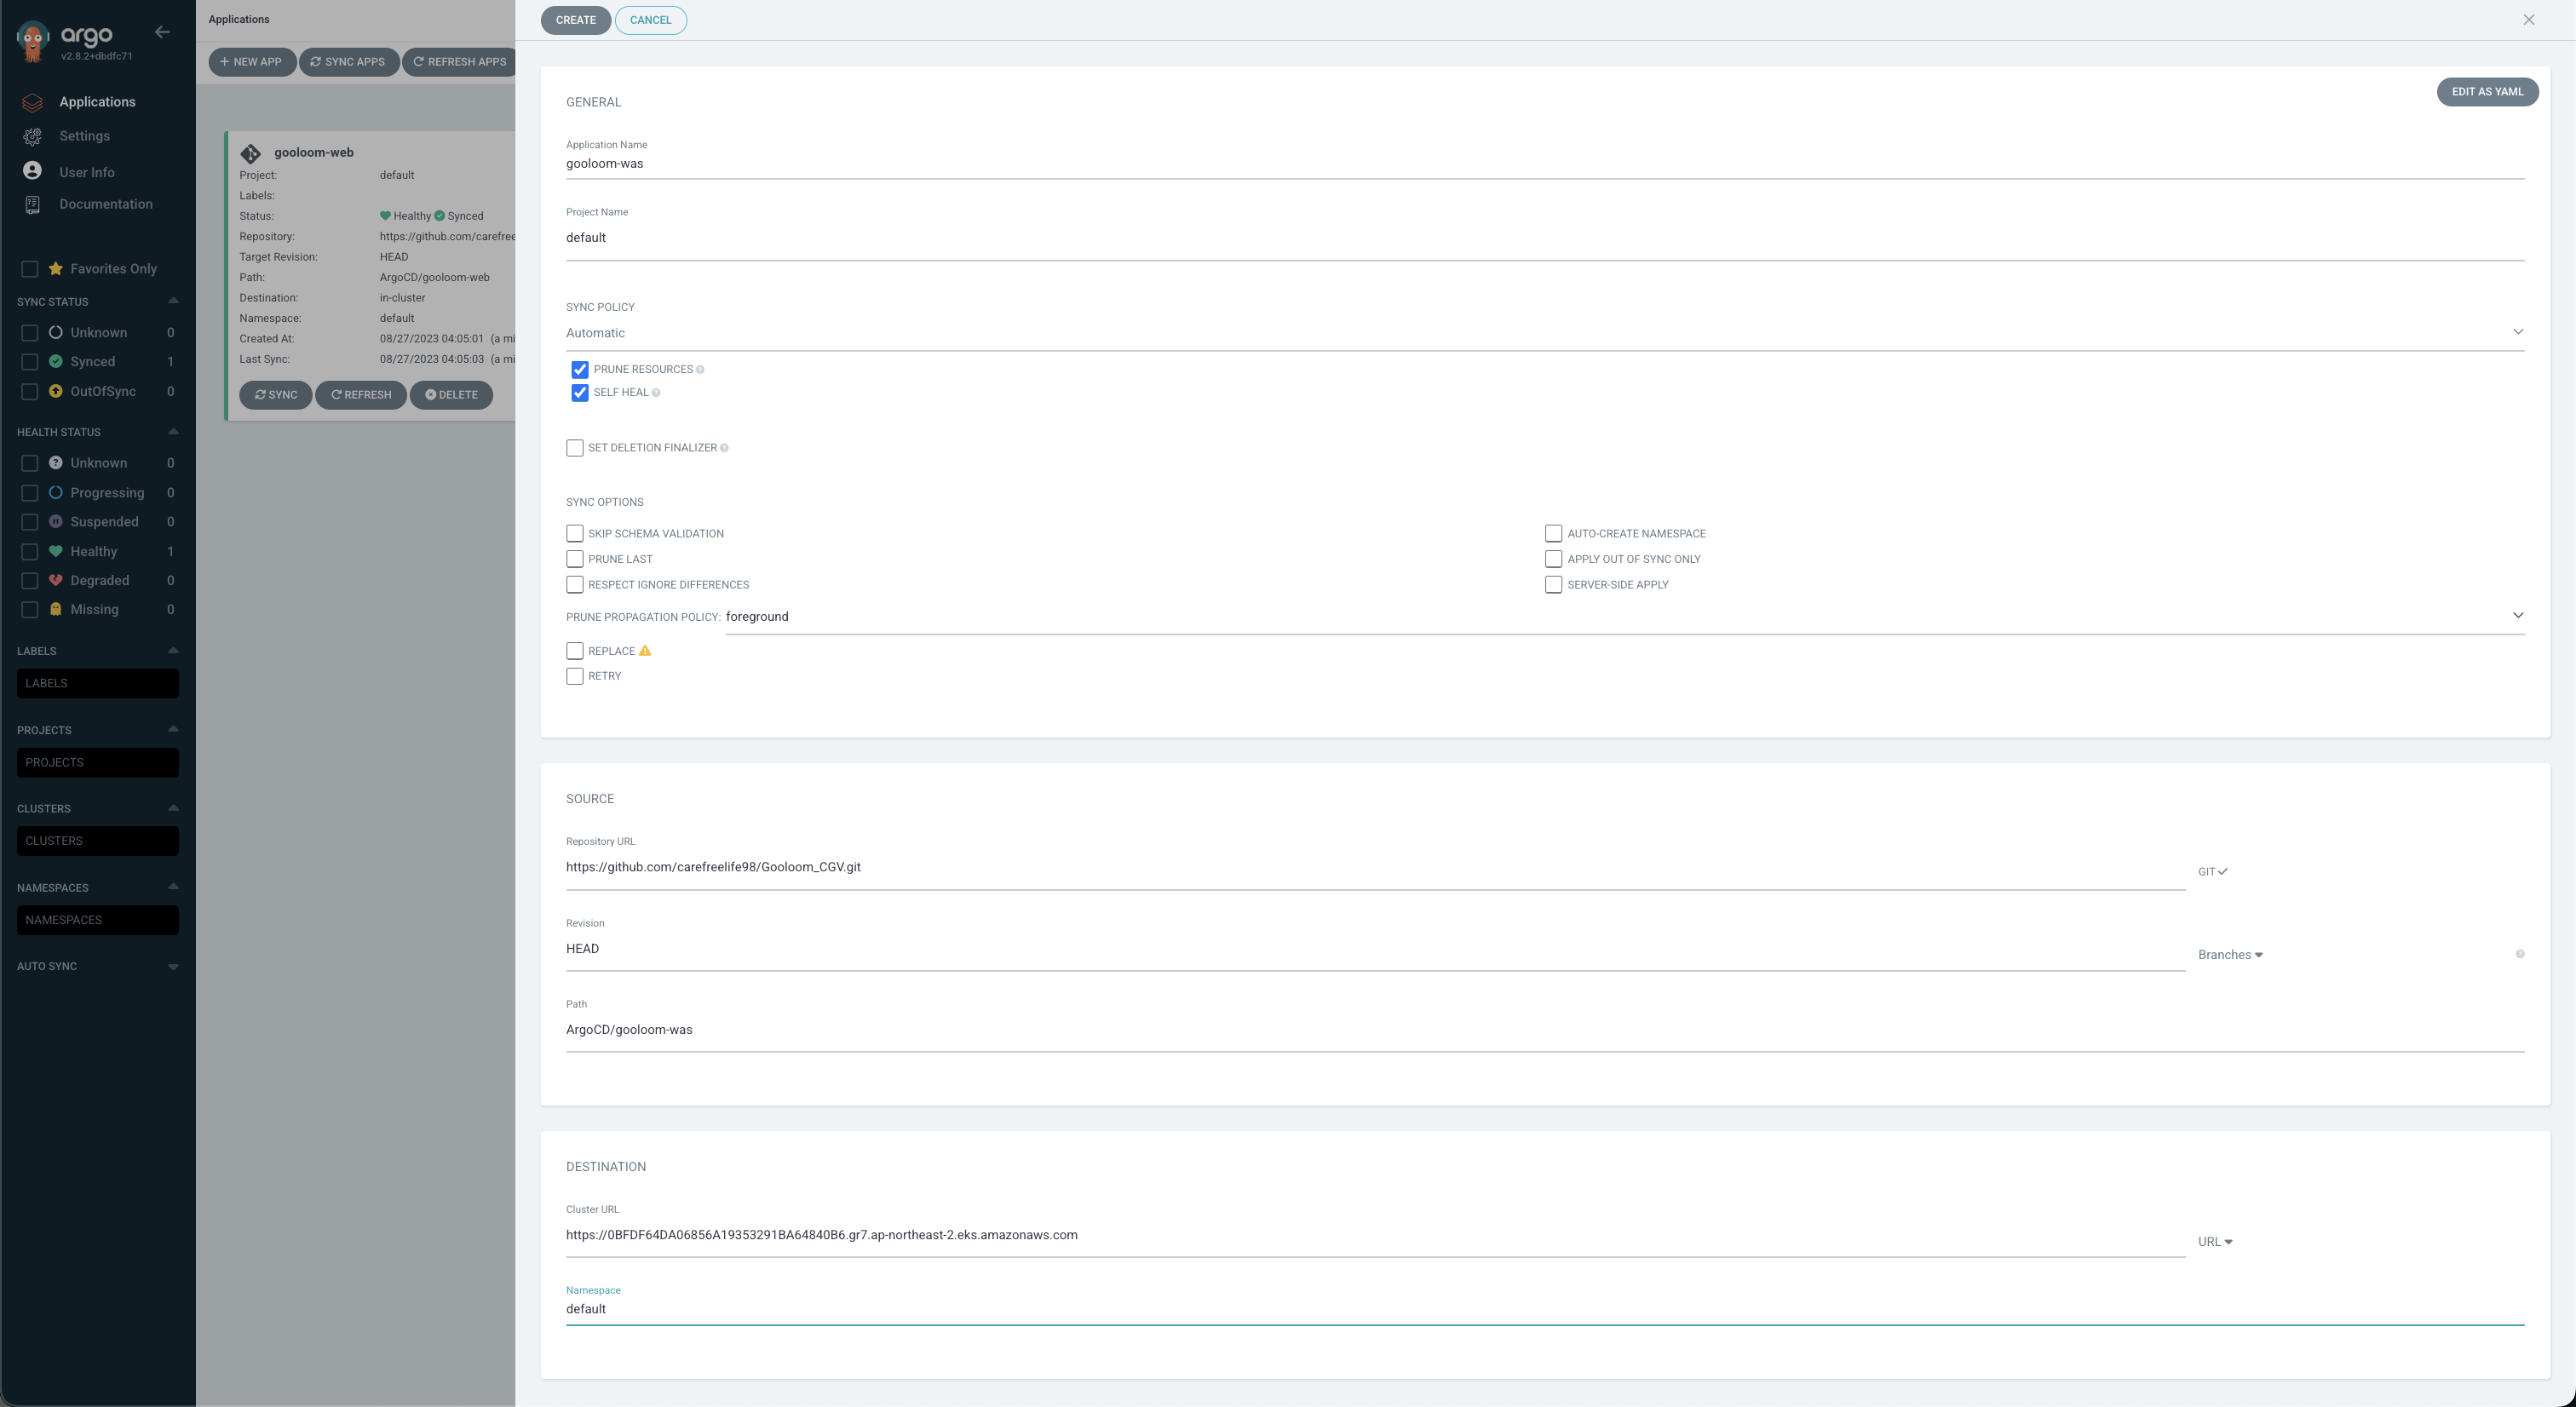 argo
v2.8.2+dbdfc71
Applications
Settings
User Info
Documentation
Favorites Only
SYNC STATUS
Unknown 0
Synced 1
OutOfSync 0
HEALTH STATUS
Unknown 0
Progressing 0
Suspended 0
Healthy 1
Degraded 0
Missing 0
LABELS
LABELS
PROJECTS
PROJECTS
CLUSTERS
CLUSTERS
NAMESPACES
NAMESPACES
AUTO SYNC
Applications
NEW APP SYNC APPS REFRESH APPS
gooloom-web
Project: default
Labels:
Status: Healthy Synced
Repository: https://github.com/carefree
Target Revision: HEAD
Path: ArgoCD/gooloom-web
Destination: in-cluster
Namespace: default
Created At: 08/27/2023 04:05:01 (a mi
Last Sync: 08/27/2023 04:05:03 (a mi
SYNC REFRESH DELETE
CREATE CANCEL
GENERAL
EDIT AS YAML
Application Name
gooloom-was
Project Name
default
SYNC POLICY
Automatic
PRUNE RESOURCES
SELF HEAL
SET DELETION FINALIZER
SYNC OPTIONS
SKIP SCHEMA VALIDATION AUTO-CREATE NAMESPACE
PRUNE LAST APPLY OUT OF SYNC ONLY
RESPECT IGNORE DIFFERENCES SERVER-SIDE APPLY
PRUNE PROPAGATION POLICY: foreground
REPLACE
RETRY
SOURCE
Repository URL
https://github.com/carefreelife98/Gooloom_CGV.git
GIT
Revision
HEAD
Branches
Path
ArgoCD/gooloom-was
DESTINATION
Cluster URL
https://0BFDF64DA06856A19353291BA64840B6.gr7.ap-northeast-2.eks.amazonaws.com
URL
Namespace
default